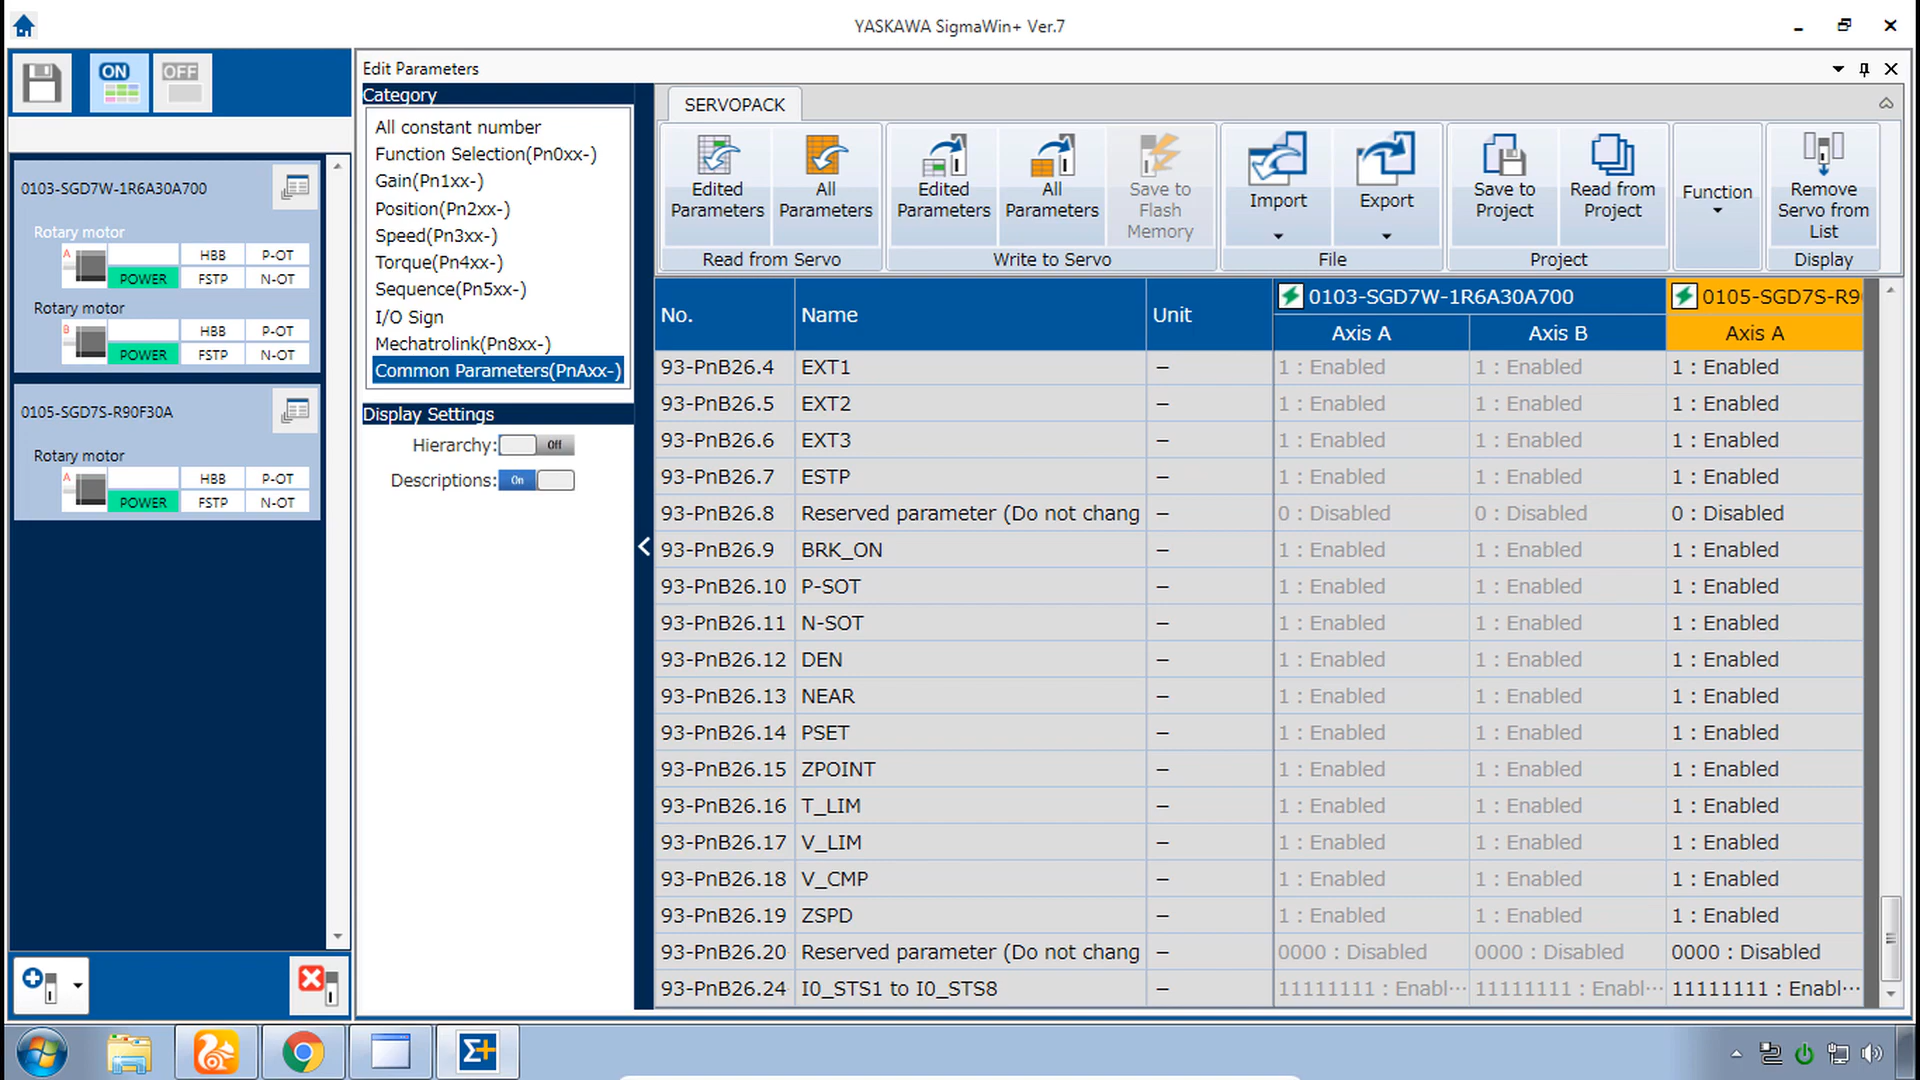 YASKAWA SigmaWin+ Ver.7
ON
OFF
0103-SGD7W-1R6A30A700
Rotary motor
A
HBB
P-OT
POWER
FSTP
N-OT
Rotary motor
B
HBB
P-OT
POWER
FSTP
N-OT
0105-SGD7S-R90F30A
Rotary motor
A
HBB
P-OT
POWER
FSTP
N-OT
Edit Parameters
Category
All constant number
Function Selection(Pn0xx-)
Gain(Pn1xx-)
Position(Pn2xx-)
Speed(Pn3xx-)
Torque(Pn4xx-)
Sequence(Pn5xx-)
I/O Sign
Mechatrolink(Pn8xx-)
Common Parameters(PnAxx-)
Display Settings
Hierarchy: Off
Descriptions: On
SERVOPACK
Edited Parameters
All Parameters
Read from Servo
Edited Parameters
All Parameters
Save to Flash Memory
Write to Servo
Import
Export
File
Save to Project
Read from Project
Project
Function
Remove Servo from List
Display
No. Name Unit 0103-SGD7W-1R6A30A700 0105-SGD7S-R9
Axis A Axis B Axis A
93-PnB26.4 EXT1 – 1 : Enabled 1 : Enabled 1 : Enabled
93-PnB26.5 EXT2 – 1 : Enabled 1 : Enabled 1 : Enabled
93-PnB26.6 EXT3 – 1 : Enabled 1 : Enabled 1 : Enabled
93-PnB26.7 ESTP – 1 : Enabled 1 : Enabled 1 : Enabled
93-PnB26.8 Reserved parameter (Do not chang – 0 : Disabled 0 : Disabled 0 : Disabled
93-PnB26.9 BRK_ON – 1 : Enabled 1 : Enabled 1 : Enabled
93-PnB26.10 P-SOT – 1 : Enabled 1 : Enabled 1 : Enabled
93-PnB26.11 N-SOT – 1 : Enabled 1 : Enabled 1 : Enabled
93-PnB26.12 DEN – 1 : Enabled 1 : Enabled 1 : Enabled
93-PnB26.13 NEAR – 1 : Enabled 1 : Enabled 1 : Enabled
93-PnB26.14 PSET – 1 : Enabled 1 : Enabled 1 : Enabled
93-PnB26.15 ZPOINT – 1 : Enabled 1 : Enabled 1 : Enabled
93-PnB26.16 T_LIM – 1 : Enabled 1 : Enabled 1 : Enabled
93-PnB26.17 V_LIM – 1 : Enabled 1 : Enabled 1 : Enabled
93-PnB26.18 V_CMP – 1 : Enabled 1 : Enabled 1 : Enabled
93-PnB26.19 ZSPD – 1 : Enabled 1 : Enabled 1 : Enabled
93-PnB26.20 Reserved parameter (Do not chang – 0000 : Disabled 0000 : Disabled 0000 : Disabled
93-PnB26.24 I0_STS1 to I0_STS8 – 11111111 : Enabl··· 11111111 : Enabl··· 11111111 : Enabl···
Σ+